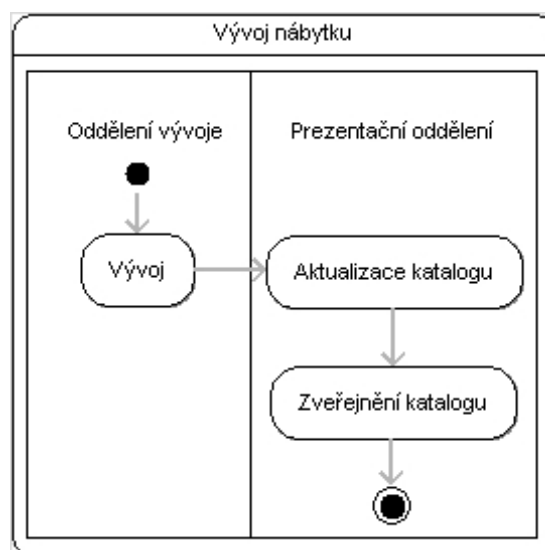 Vývoj nábytku
Oddělení vývoje
Prezentační oddělení
Vývoj
Aktualizace katalogu
Zveřejnění katalogu